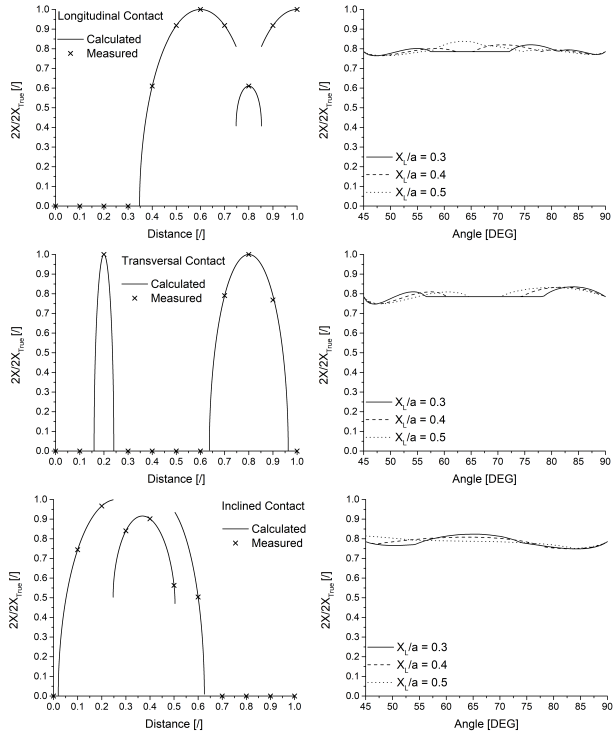 Longitudinal Contact
Calculated
Measured
1.0
0.9
0.8
0.7
0.6
0.5
0.4
0.3
0.2
0.1
0.0
2X/2X_True [/]
0.0 0.1 0.2 0.3 0.4 0.5 0.6 0.7 0.8 0.9 1.0
Distance [/]
1.0
0.9
0.8
0.7
0.6
0.5
0.4
0.3
0.2
0.1
0.0
2X/2X_True [/]
X_L/a = 0.3
X_L/a = 0.4
X_L/a = 0.5
45 50 55 60 65 70 75 80 85 90
Angle [DEG]
Transversal Contact
Calculated
Measured
1.0
0.9
0.8
0.7
0.6
0.5
0.4
0.3
0.2
0.1
0.0
2X/2X_True [/]
0.0 0.1 0.2 0.3 0.4 0.5 0.6 0.7 0.8 0.9 1.0
Distance [/]
1.0
0.9
0.8
0.7
0.6
0.5
0.4
0.3
0.2
0.1
0.0
2X/2X_True [/]
X_L/a = 0.3
X_L/a = 0.4
X_L/a = 0.5
45 50 55 60 65 70 75 80 85 90
Angle [DEG]
Inclined Contact
Calculated
Measured
1.0
0.9
0.8
0.7
0.6
0.5
0.4
0.3
0.2
0.1
0.0
2X/2X_True [/]
0.0 0.1 0.2 0.3 0.4 0.5 0.6 0.7 0.8 0.9 1.0
Distance [/]
1.0
0.9
0.8
0.7
0.6
0.5
0.4
0.3
0.2
0.1
0.0
2X/2X_True [/]
X_L/a = 0.3
X_L/a = 0.4
X_L/a = 0.5
45 50 55 60 65 70 75 80 85 90
Angle [DEG]